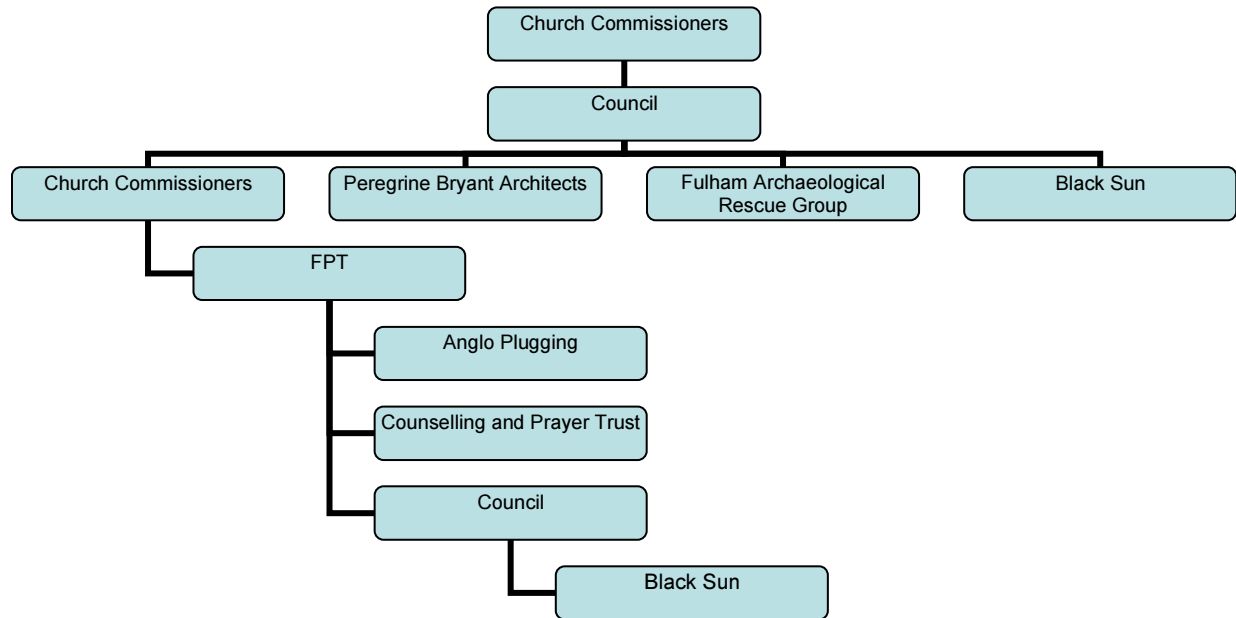 Church Commissioners
Council
Church Commissioners
Peregrine Bryant Architects
Fulham Archaeological
Rescue Group
Black Sun
FPT
Anglo Plugging
Counselling and Prayer Trust
Council
Black Sun